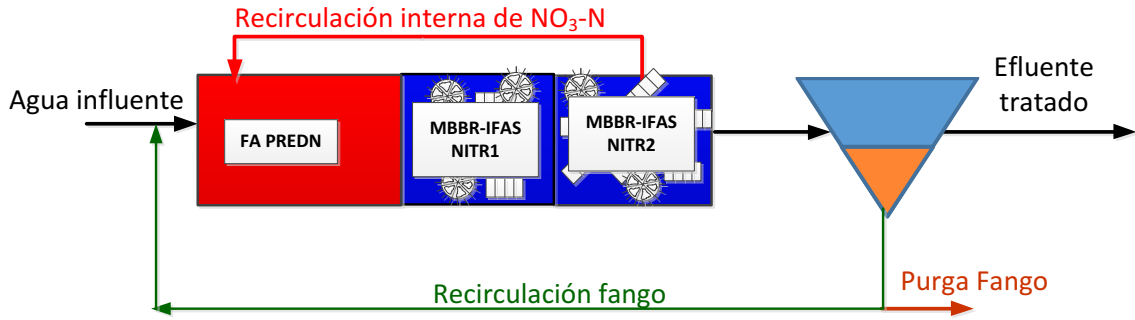 Recirculación interna de NO₃-N
Agua influente
FA PREDN
MBBR-IFAS
NITR1
MBBR-IFAS
NITR2
Efluente
tratado
Recirculación fango
Purga Fango